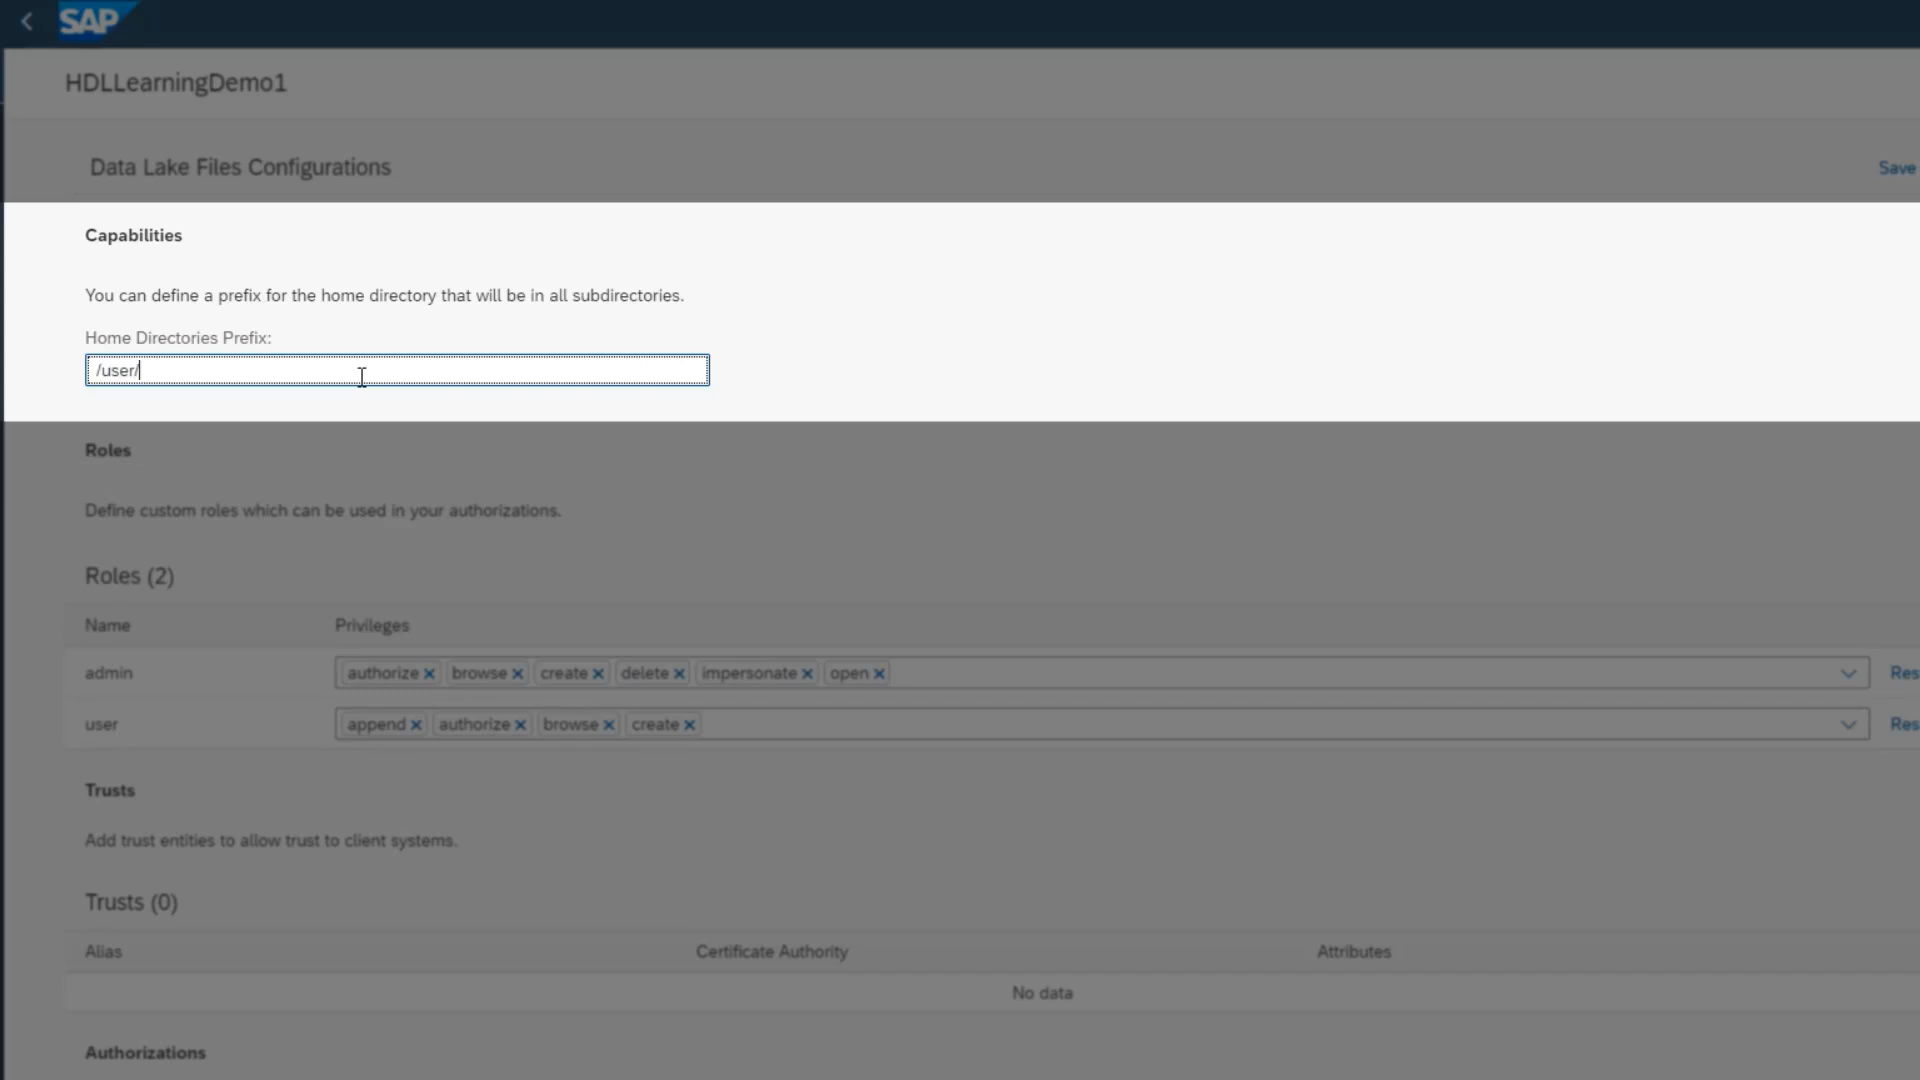 SAP
HDLLearningDemo1
Data Lake Files Configurations
Save
Capabilities
You can define a prefix for the home directory that will be in all subdirectories.
Home Directories Prefix:
/user/
Roles
Define custom roles which can be used in your authorizations.
Roles (2)
Name Privileges
admin authorize browse create delete impersonate open Res
user append authorize browse create Res
Trusts
Add trust entities to allow trust to client systems.
Trusts (0)
Alias Certificate Authority Attributes
No data
Authorizations